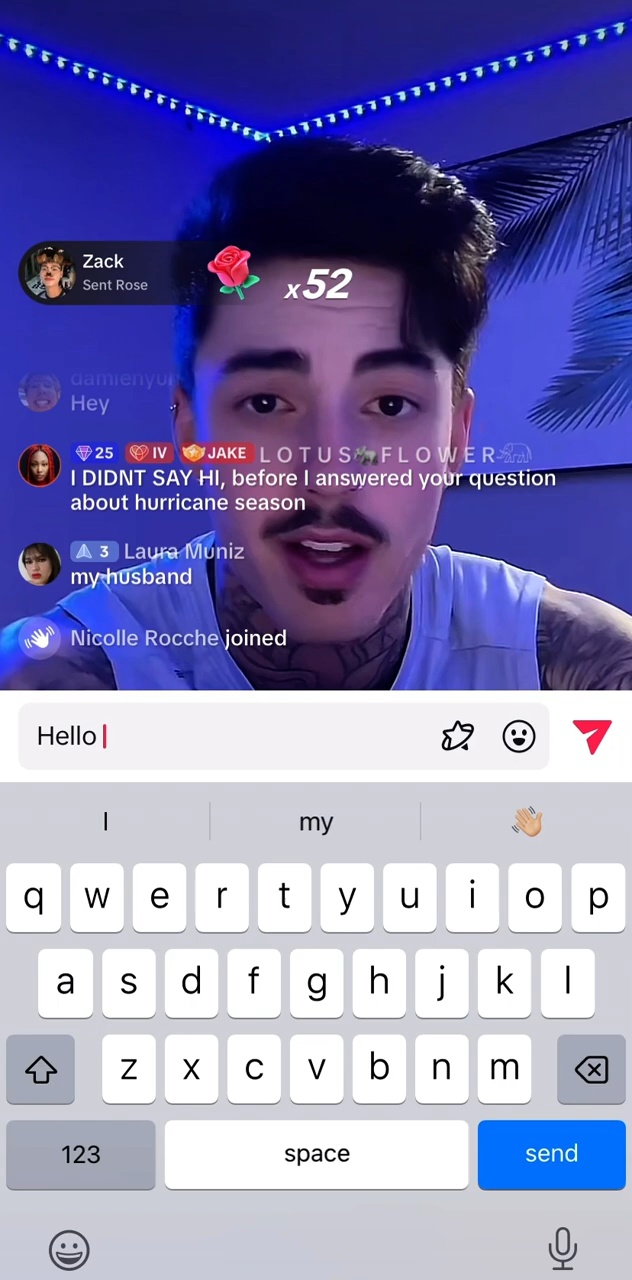 Zack
Sent Rose
x52
damienyur
Hey
25 IV JAKE LOTUS🐅FLOWER🐘
I DIDNT SAY HI, before I answered your question
about hurricane season
3 Laura Muniz
my husband
Nicolle Rocche joined
Hello
I my 👋🏼
q w e r t y u i o p
a s d f g h j k l
z x c v b n m
123 space send